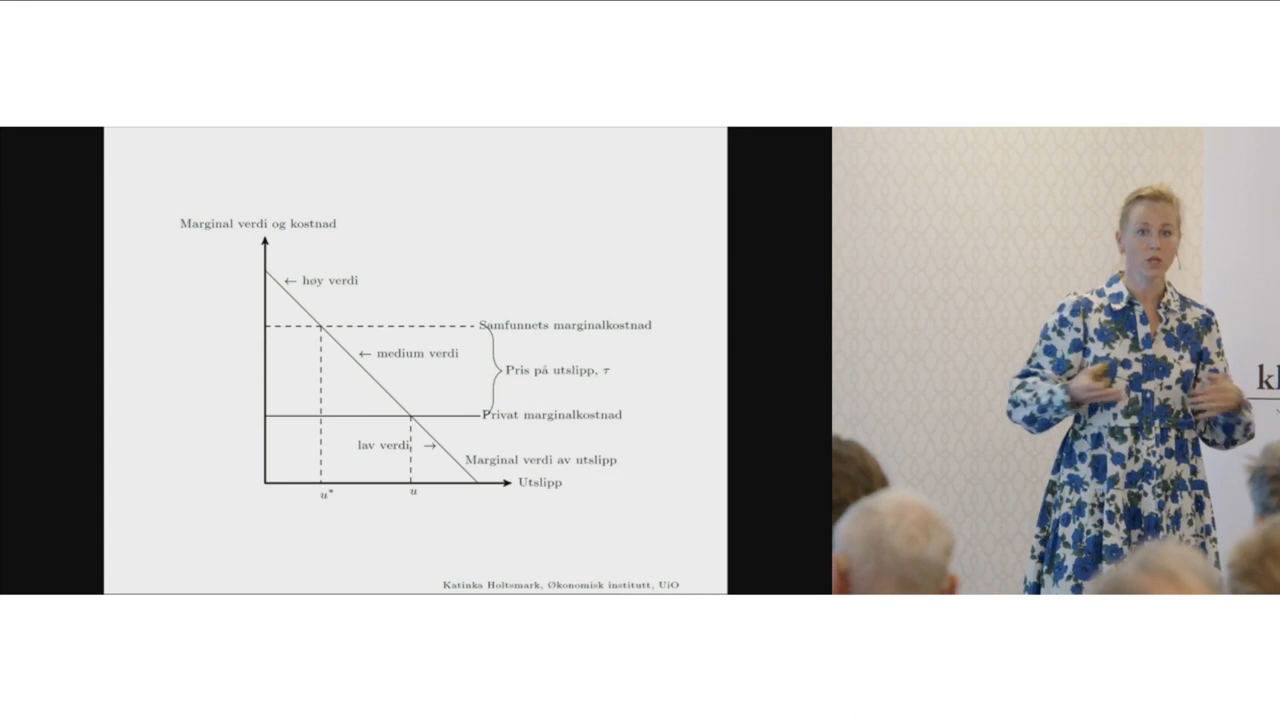 Marginal verdi og kostnad
← høy verdi
Samfunnets marginalkostnad
← medium verdi
Pris på utslipp, τ
Privat marginalkostnad
lav verdi →
Marginal verdi av utslipp
Utslipp
u*
u
Katinka Holtsmark, Økonomisk institutt, UiO
kl